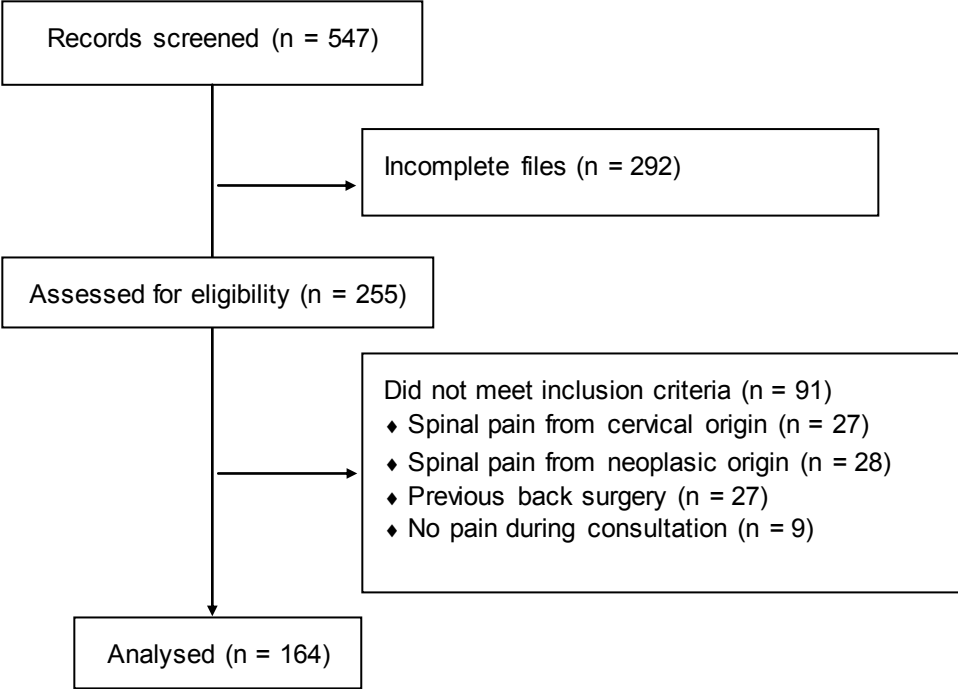 Records screened (n = 547)
Incomplete files (n = 292)
Assessed for eligibility (n = 255)
Did not meet inclusion criteria (n = 91)
♦ Spinal pain from cervical origin (n = 27)
♦ Spinal pain from neoplasic origin (n = 28)
♦ Previous back surgery (n = 27)
♦ No pain during consultation (n = 9)
Analysed (n = 164)